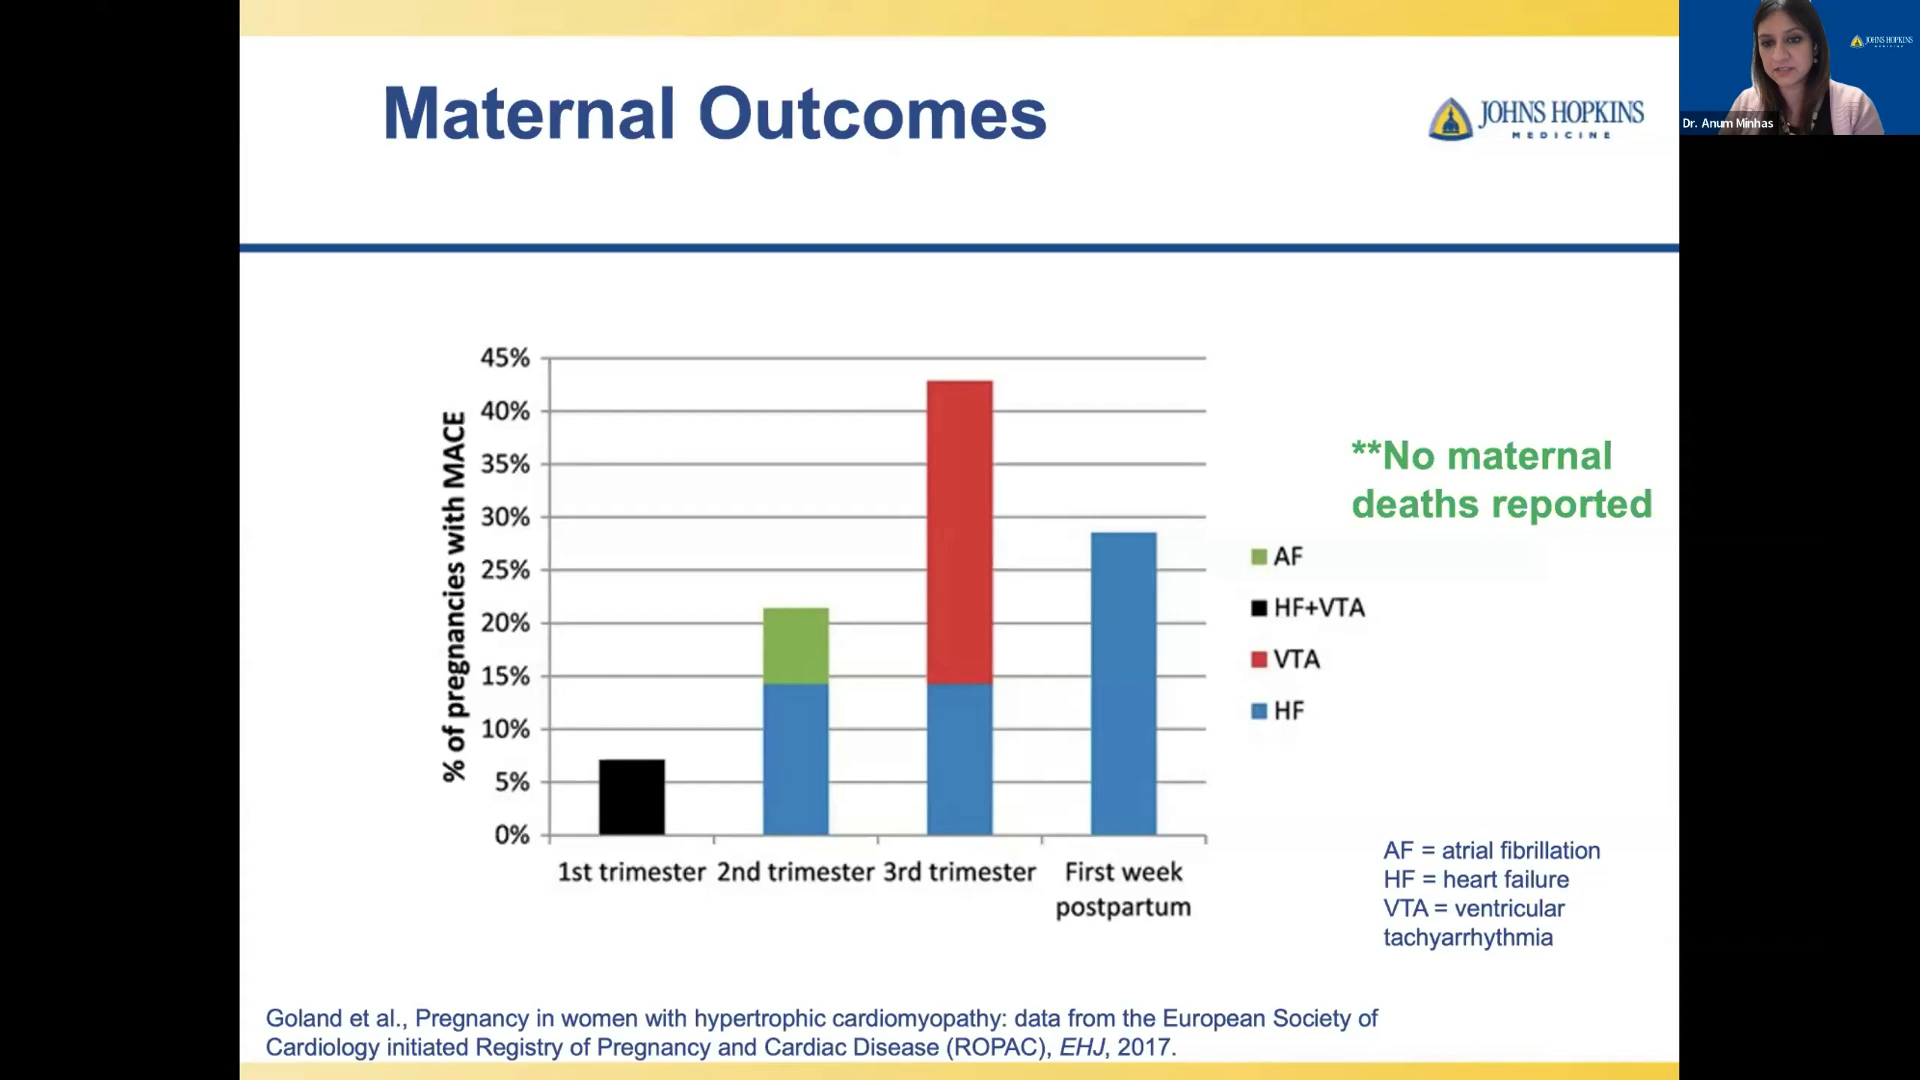 Maternal Outcomes
JOHNS HOPKINS
MEDICINE
JOHNS HOPKINS
MEDICINE
Dr. Anum Minhas
% of pregnancies with MACE
45%
40%
35%
30%
25%
20%
15%
10%
5%
0%
1st trimester
2nd trimester
3rd trimester
First week
postpartum
**No maternal
deaths reported
AF
HF+VTA
VTA
HF
AF = atrial fibrillation
HF = heart failure
VTA = ventricular
tachyarrhythmia
Goland et al., Pregnancy in women with hypertrophic cardiomyopathy: data from the European Society of
Cardiology initiated Registry of Pregnancy and Cardiac Disease (ROPAC), EHJ, 2017.